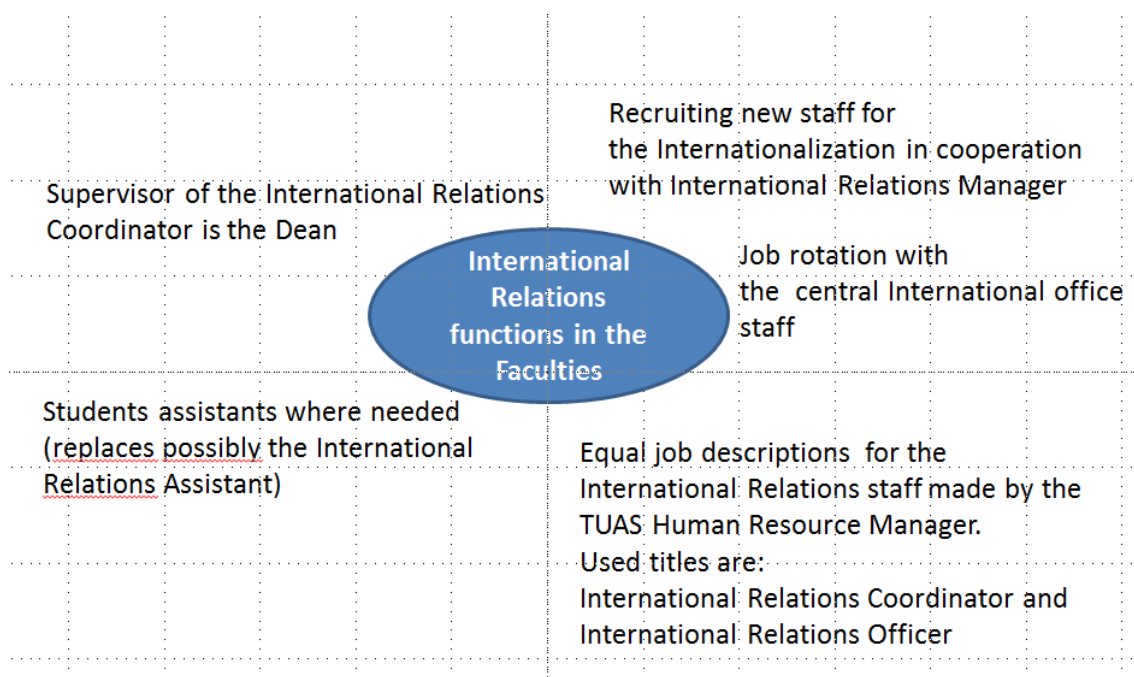 Recruiting new staff for
the Internationalization in cooperation
with International Relations Manager
Supervisor of the International Relations
Coordinator is the Dean
International
Relations
functions in the
Faculties
Job rotation with
the central International office
staff
Students assistants where needed
(replaces possibly the International
Relations Assistant)
Equal job descriptions for the
International Relations staff made by the
TUAS Human Resource Manager.
Used titles are:
International Relations Coordinator and
International Relations Officer